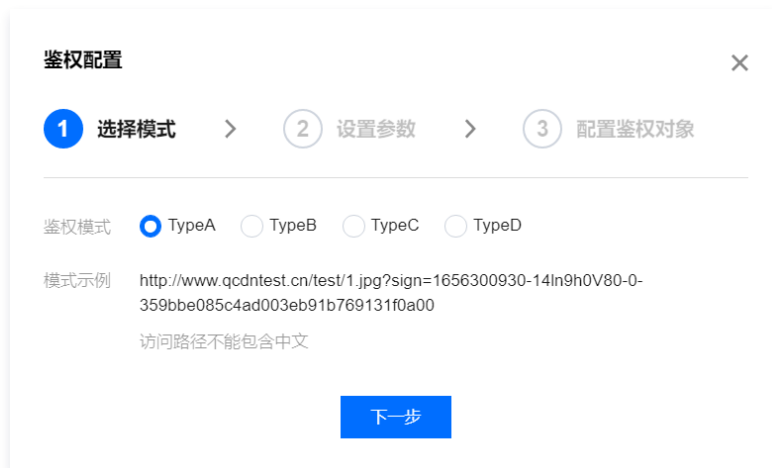 鉴权配置
1 选择模式 2 设置参数 3 配置鉴权对象
鉴权模式 TypeA TypeB TypeC TypeD
模式示例 http://www.qcdntest.cn/test/1.jpg?sign=1656300930-14ln9h0V80-0-
359bbe085c4ad003eb91b769131f0a00
访问路径不能包含中文
下一步